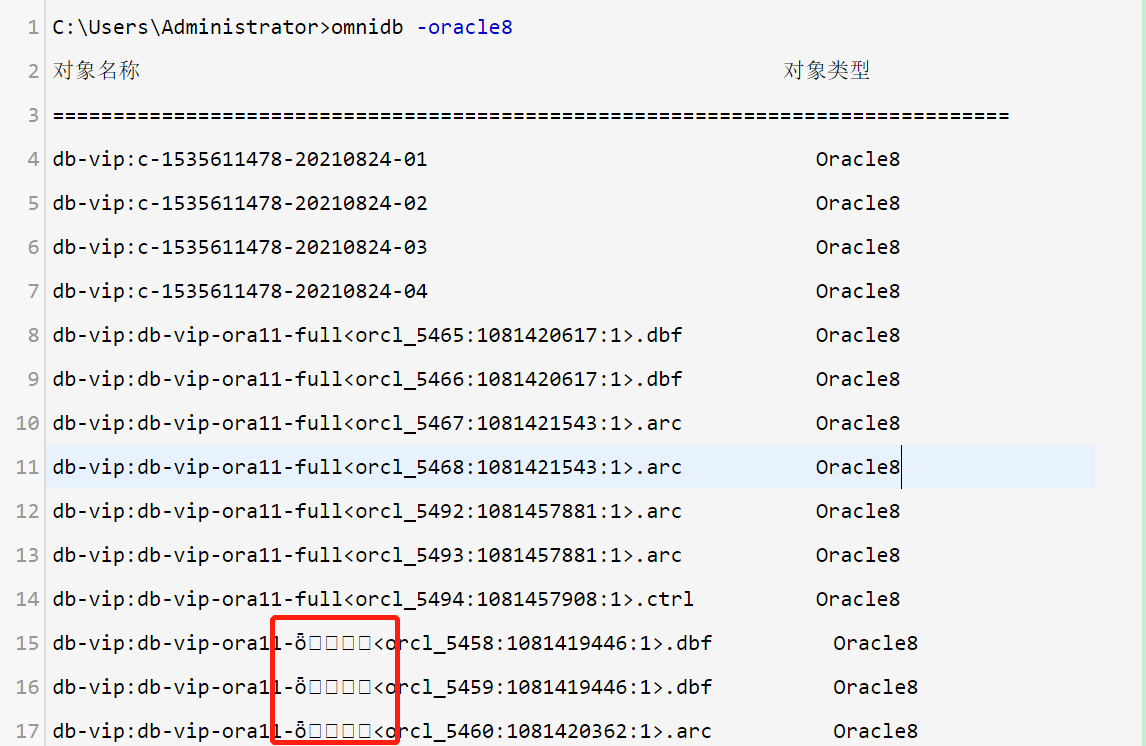 1 C:\Users\Administrator>omnidb -oracle8
2 对象名称 对象类型
3 ===============================================================================
4 db-vip:c-1535611478-20210824-01 Oracle8
5 db-vip:c-1535611478-20210824-02 Oracle8
6 db-vip:c-1535611478-20210824-03 Oracle8
7 db-vip:c-1535611478-20210824-04 Oracle8
8 db-vip:db-vip-ora11-full<orcl_5465:1081420617:1>.dbf Oracle8
9 db-vip:db-vip-ora11-full<orcl_5466:1081420617:1>.dbf Oracle8
10 db-vip:db-vip-ora11-full<orcl_5467:1081421543:1>.arc Oracle8
11 db-vip:db-vip-ora11-full<orcl_5468:1081421543:1>.arc Oracle8
12 db-vip:db-vip-ora11-full<orcl_5492:1081457881:1>.arc Oracle8
13 db-vip:db-vip-ora11-full<orcl_5493:1081457881:1>.arc Oracle8
14 db-vip:db-vip-ora11-full<orcl_5494:1081457908:1>.ctrl Oracle8
15 db-vip:db-vip-ora11-ȫ□□□□<orcl_5458:1081419446:1>.dbf Oracle8
16 db-vip:db-vip-ora11-ȫ□□□□<orcl_5459:1081419446:1>.dbf Oracle8
17 db-vip:db-vip-ora11-ȫ□□□□<orcl_5460:1081420362:1>.arc Oracle8